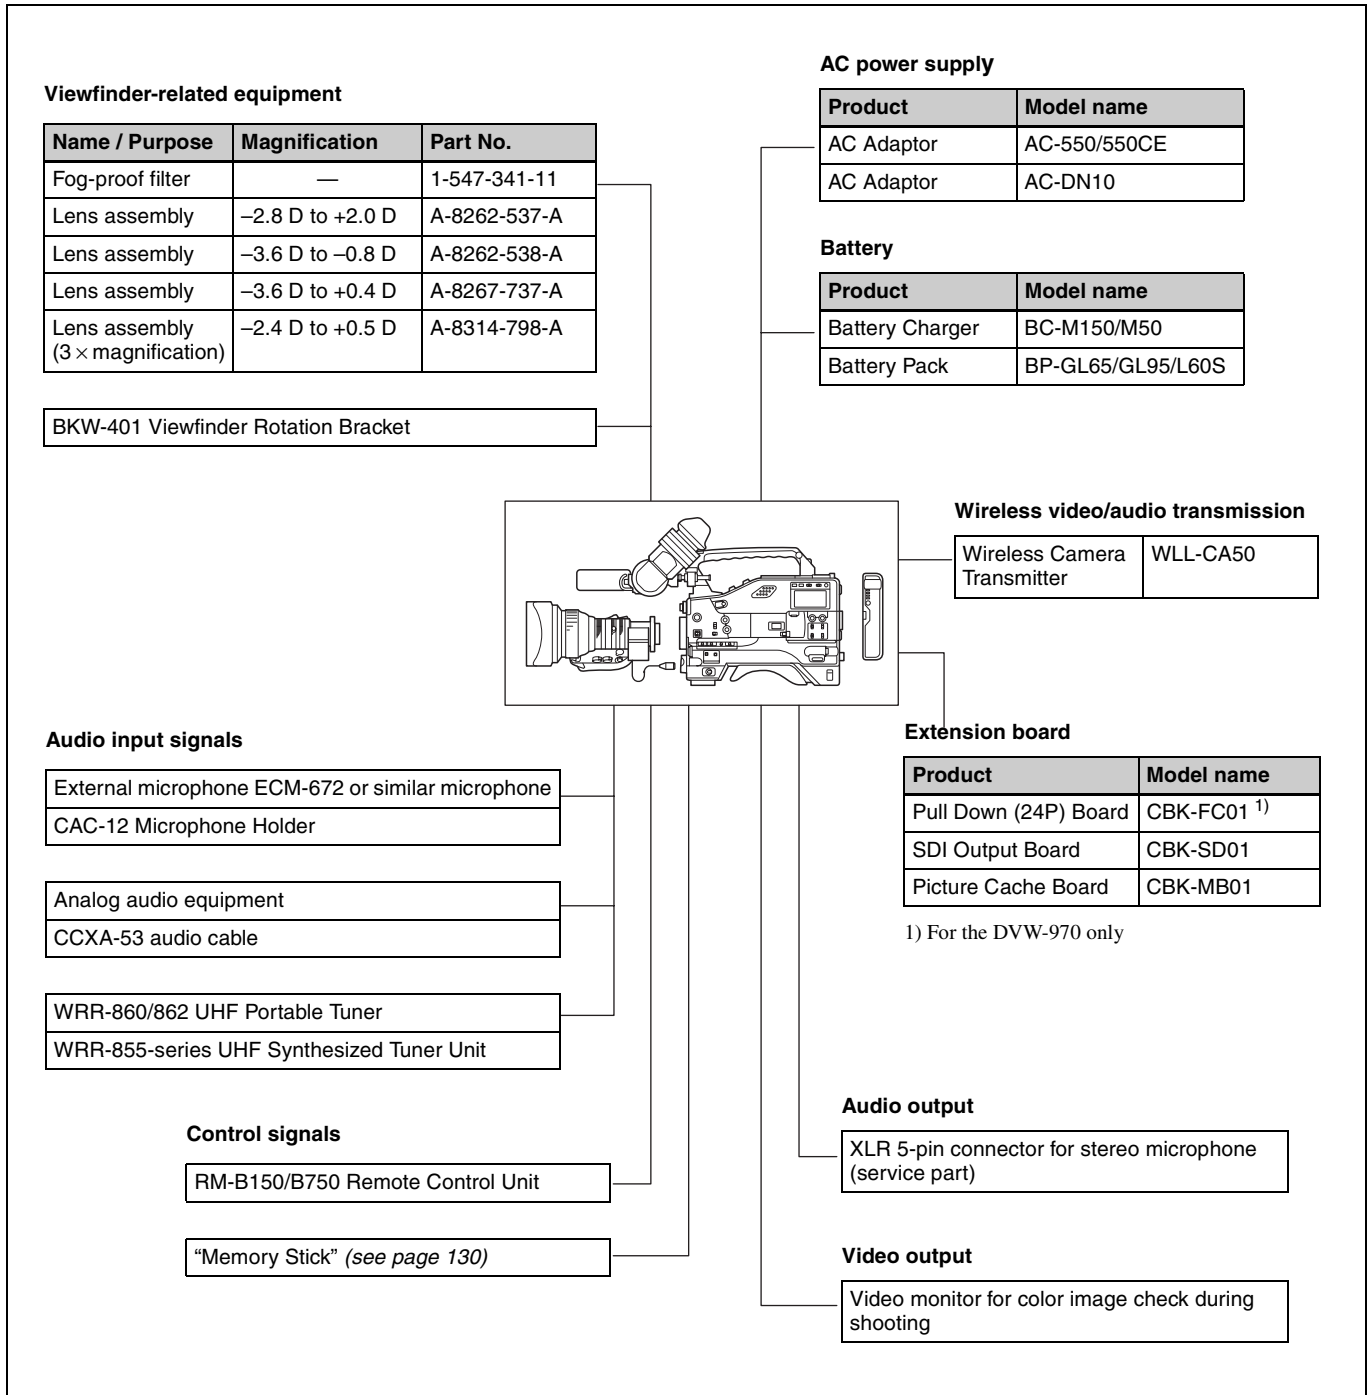 Viewfinder-related equipment
Name / Purpose Magnification Part No.
Fog-proof filter — 1-547-341-11
Lens assembly –2.8 D to +2.0 D A-8262-537-A
Lens assembly –3.6 D to –0.8 D A-8262-538-A
Lens assembly –3.6 D to +0.4 D A-8267-737-A
Lens assembly –2.4 D to +0.5 D A-8314-798-A
(3 × magnification)
BKW-401 Viewfinder Rotation Bracket
AC power supply
Product Model name
AC Adaptor AC-550/550CE
AC Adaptor AC-DN10
Battery
Product Model name
Battery Charger BC-M150/M50
Battery Pack BP-GL65/GL95/L60S
Wireless video/audio transmission
Wireless Camera WLL-CA50
Transmitter
Extension board
Product Model name
Pull Down (24P) Board CBK-FC01 1)
SDI Output Board CBK-SD01
Picture Cache Board CBK-MB01
1) For the DVW-970 only
Audio input signals
External microphone ECM-672 or similar microphone
CAC-12 Microphone Holder
Analog audio equipment
CCXA-53 audio cable
WRR-860/862 UHF Portable Tuner
WRR-855-series UHF Synthesized Tuner Unit
Control signals
RM-B150/B750 Remote Control Unit
“Memory Stick” (see page 130)
Audio output
XLR 5-pin connector for stereo microphone
(service part)
Video output
Video monitor for color image check during
shooting